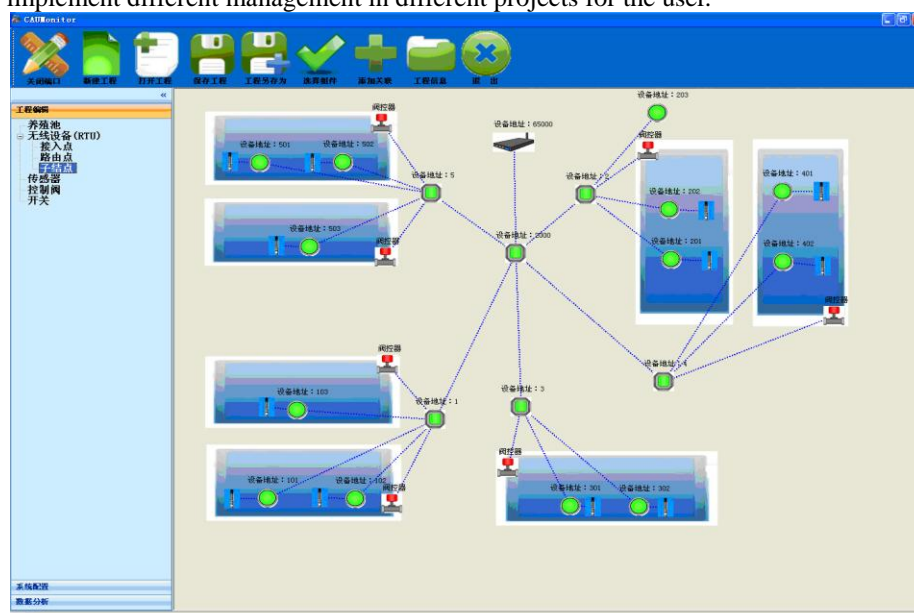 implement different management in different projects for the user.
CAUMonitor
关闭端口 新建工程 打开工程 保存工程 工程另存为 选择组件 添加关联 工程信息 退 出
工程编辑
养殖池
无线设备(RTU)
接入点
路由点
子结点
传感器
控制阀
开关
系统配置
数据分析
阀控器
设备地址:501 设备地址:502
设备地址:5
设备地址:503
阀控器
设备地址:65000
设备地址:203
阀控器
设备地址:2
设备地址:202
设备地址:201
设备地址:401
设备地址:402
阀控器
设备地址:2000
设备地址:4
阀控器
设备地址:103
设备地址:1
设备地址:101 设备地址:102
阀控器
设备地址:3
阀控器
设备地址:301 设备地址:302